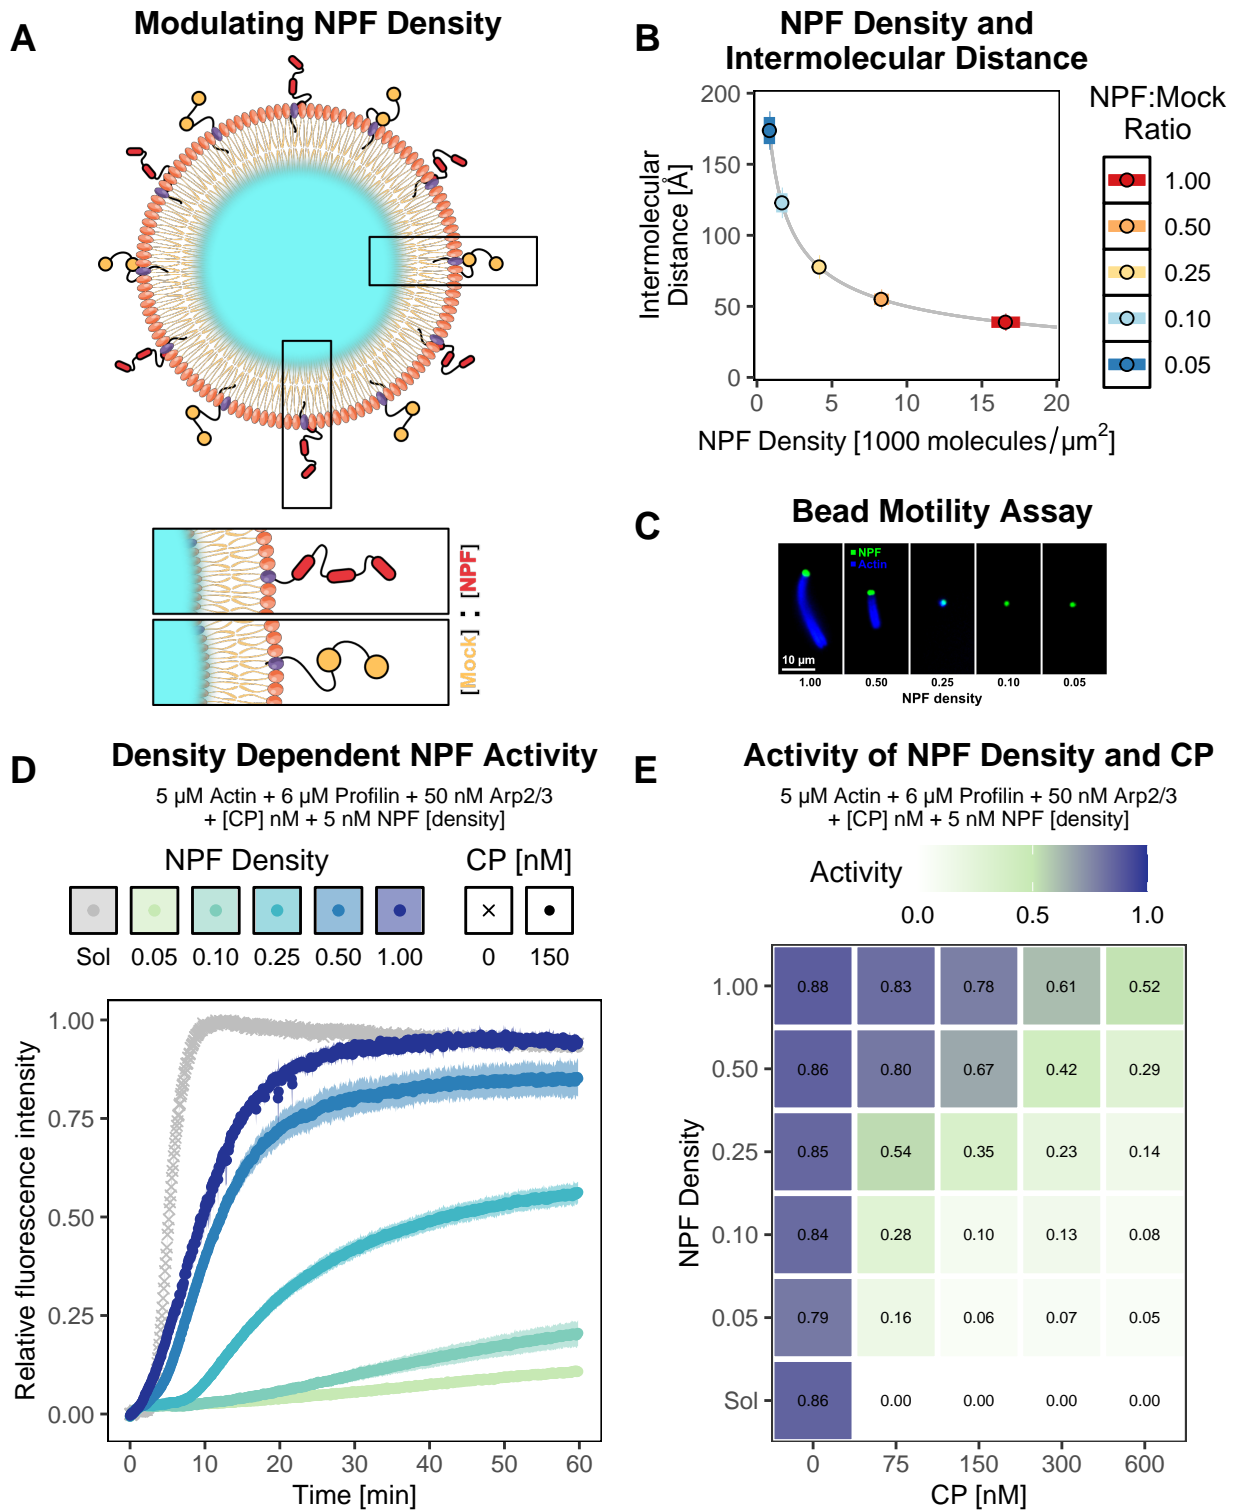 A
Modulating NPF Density
[Mock] : [NPF]
B
NPF Density and
Intermolecular Distance
Intermolecular
Distance [Å]
200
150
100
50
0
0 5 10 15 20
NPF Density [1000 molecules/µm²]
NPF:Mock
Ratio
1.00
0.50
0.25
0.10
0.05
C
Bead Motility Assay
NPF
Actin
10 µm
1.00 0.50 0.25 0.10 0.05
NPF density
D
Density Dependent NPF Activity
5 µM Actin + 6 µM Profilin + 50 nM Arp2/3
+ [CP] nM + 5 nM NPF [density]
NPF Density
Sol 0.05 0.10 0.25 0.50 1.00
CP [nM]
0 150
Relative fluorescence intensity
1.00
0.75
0.50
0.25
0.00
0 10 20 30 40 50 60
Time [min]
E
Activity of NPF Density and CP
5 µM Actin + 6 µM Profilin + 50 nM Arp2/3
+ [CP] nM + 5 nM NPF [density]
Activity
0.0 0.5 1.0
NPF Density
1.00 0.88 0.83 0.78 0.61 0.52
0.50 0.86 0.80 0.67 0.42 0.29
0.25 0.85 0.54 0.35 0.23 0.14
0.10 0.84 0.28 0.10 0.13 0.08
0.05 0.79 0.16 0.06 0.07 0.05
Sol 0.86 0.00 0.00 0.00 0.00
0 75 150 300 600
CP [nM]